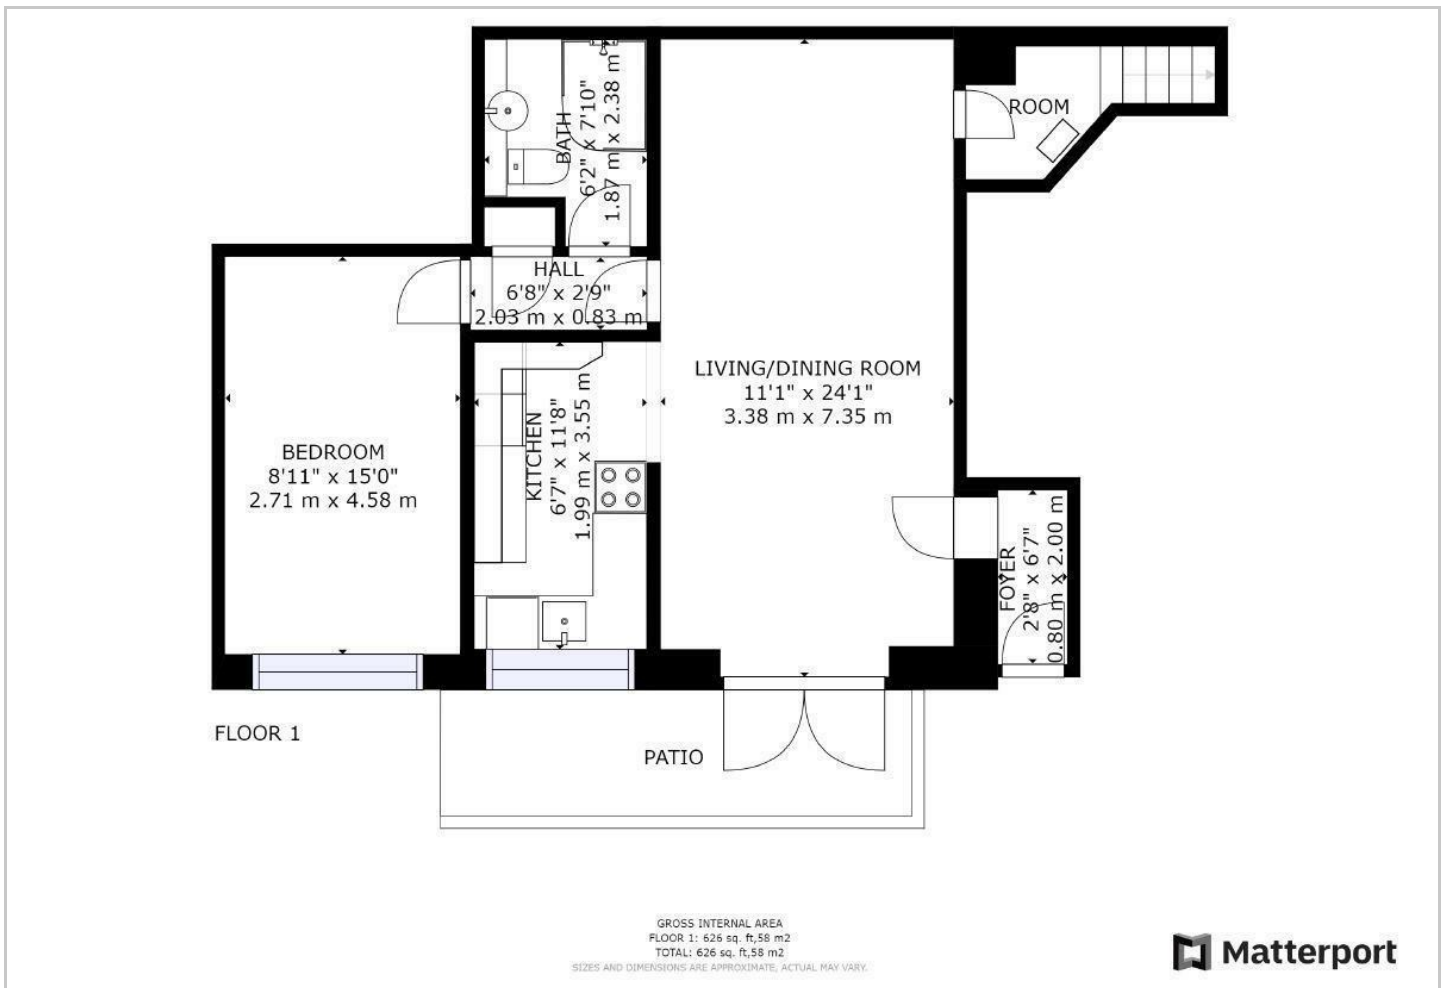 BATH
6'2" x 7'10"
1.87 m x 2.38 m
ROOM
HALL
6'8" x 2'9"
2.03 m x 0.83 m
LIVING/DINING ROOM
11'1" x 24'1"
3.38 m x 7.35 m
BEDROOM
8'11" x 15'0"
2.71 m x 4.58 m
KITCHEN
6'7" x 11'8"
1.99 m x 3.55 m
FOYER
2'8" x 6'7"
0.80 m x 2.00 m
FLOOR 1
PATIO
GROSS INTERNAL AREA
FLOOR 1: 626 sq. ft,58 m2
TOTAL: 626 sq. ft,58 m2
SIZES AND DIMENSIONS ARE APPROXIMATE, ACTUAL MAY VARY.
Matterport